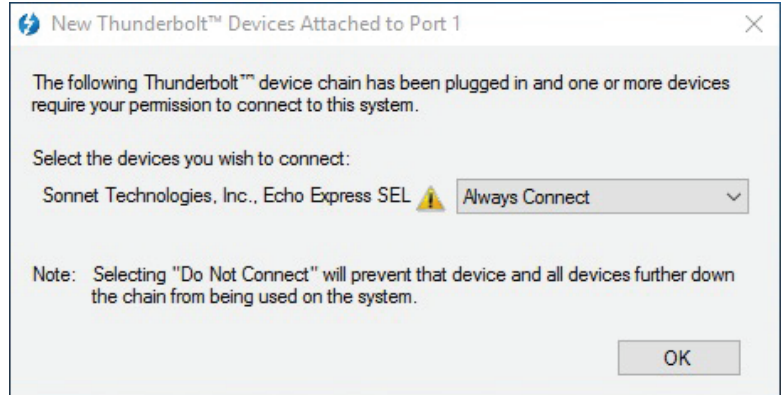 New Thunderbolt™ Devices Attached to Port 1
The following Thunderbolt™ device chain has been plugged in and one or more devices
require your permission to connect to this system.
Select the devices you wish to connect:
Sonnet Technologies, Inc., Echo Express SEL Always Connect
Note: Selecting "Do Not Connect" will prevent that device and all devices further down
the chain from being used on the system.
OK